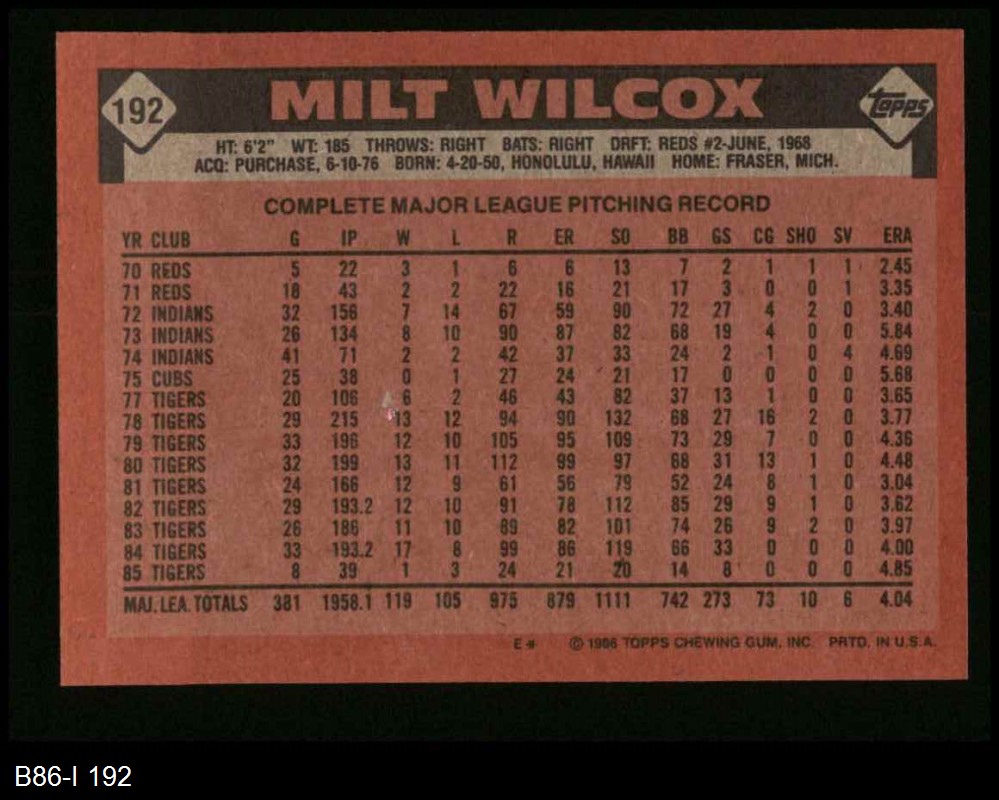 192 MILT WILCOX Topps
HT: 6'2" WT: 185 THROWS: RIGHT BATS: RIGHT DRFT: REDS #2-JUNE, 1968
ACQ: PURCHASE, 6-10-76 BORN: 4-20-50, HONOLULU, HAWAII HOME: FRASER, MICH.
COMPLETE MAJOR LEAGUE PITCHING RECORD
YR CLUB G IP W L R ER SO BB GS CG SHO SV ERA
70 REDS 5 22 3 1 6 6 13 7 2 1 1 1 2.45
71 REDS 18 43 2 2 22 16 21 17 3 0 0 1 3.35
72 INDIANS 32 156 7 14 67 59 90 72 27 4 2 0 3.40
73 INDIANS 26 134 8 10 90 87 82 68 19 4 0 0 5.84
74 INDIANS 41 71 2 2 42 37 33 24 2 1 0 4 4.69
75 CUBS 25 38 0 1 27 24 21 17 0 0 0 0 5.68
77 TIGERS 20 106 6 2 46 43 82 37 13 1 0 0 3.65
78 TIGERS 29 215 13 12 94 90 132 68 27 16 2 0 3.77
79 TIGERS 33 196 12 10 105 95 109 73 29 7 0 0 4.36
80 TIGERS 32 199 13 11 112 99 97 68 31 13 1 0 4.48
81 TIGERS 24 166 12 9 61 56 79 52 24 8 1 0 3.04
82 TIGERS 29 193.2 12 10 91 78 112 85 29 9 1 0 3.62
83 TIGERS 26 186 11 10 89 82 101 74 26 9 2 0 3.97
84 TIGERS 33 193.2 17 8 99 86 119 66 33 0 0 0 4.00
85 TIGERS 8 39 1 3 24 21 20 14 8 0 0 0 4.85
MAJ. LEA. TOTALS 381 1958.1 119 105 975 879 1111 742 273 73 10 6 4.04
E # © 1986 TOPPS CHEWING GUM, INC. PRTD. IN U.S.A.
B86-I 192